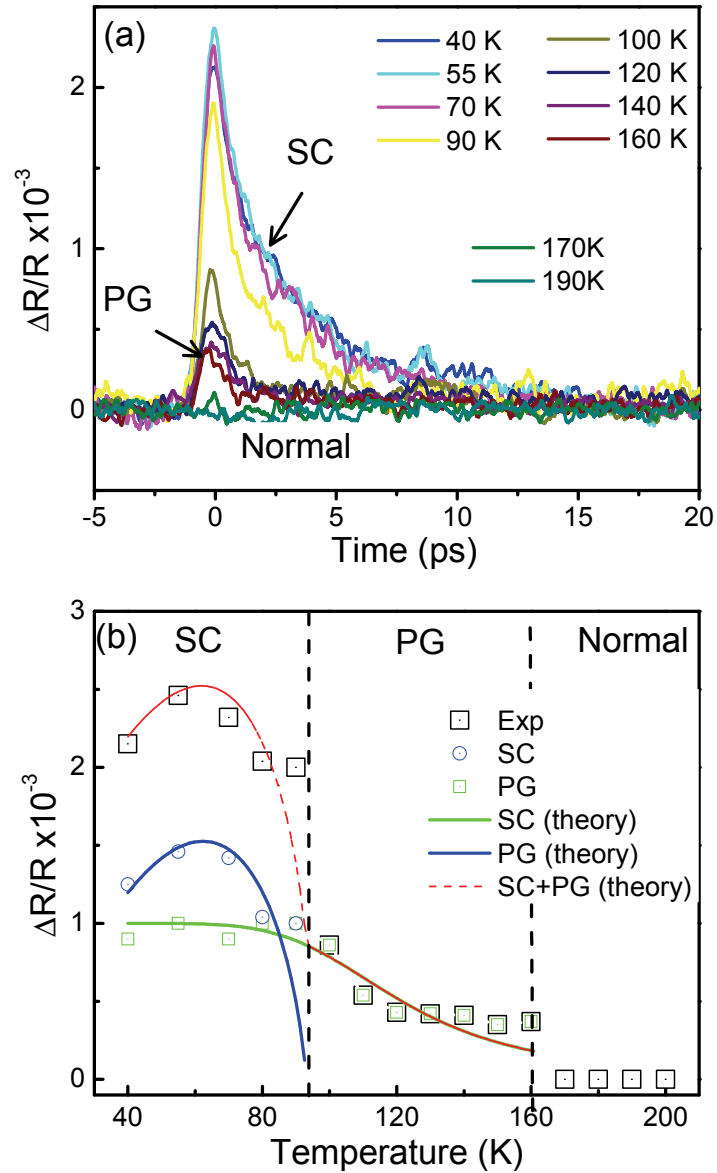 (a)
40 K
55 K
70 K
90 K
100 K
120 K
140 K
160 K
SC
170K
190K
PG
Normal
ΔR/R x10-3
2
1
0
-5
0
5
10
15
20
Time (ps)
(b)
SC
PG
Normal
Exp
SC
PG
SC (theory)
PG (theory)
SC+PG (theory)
ΔR/R x10-3
3
2
1
0
40
80
120
160
200
Temperature (K)